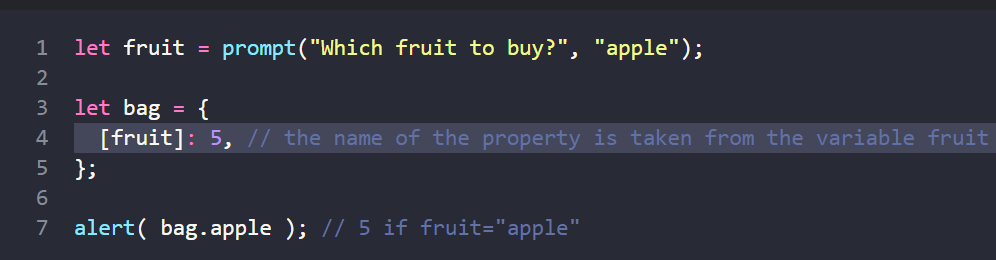 1 let fruit = prompt("Which fruit to buy?", "apple");
2
3 let bag = {
4   [fruit]: 5, // the name of the property is taken from the variable fruit
5 };
6
7 alert( bag.apple ); // 5 if fruit="apple"